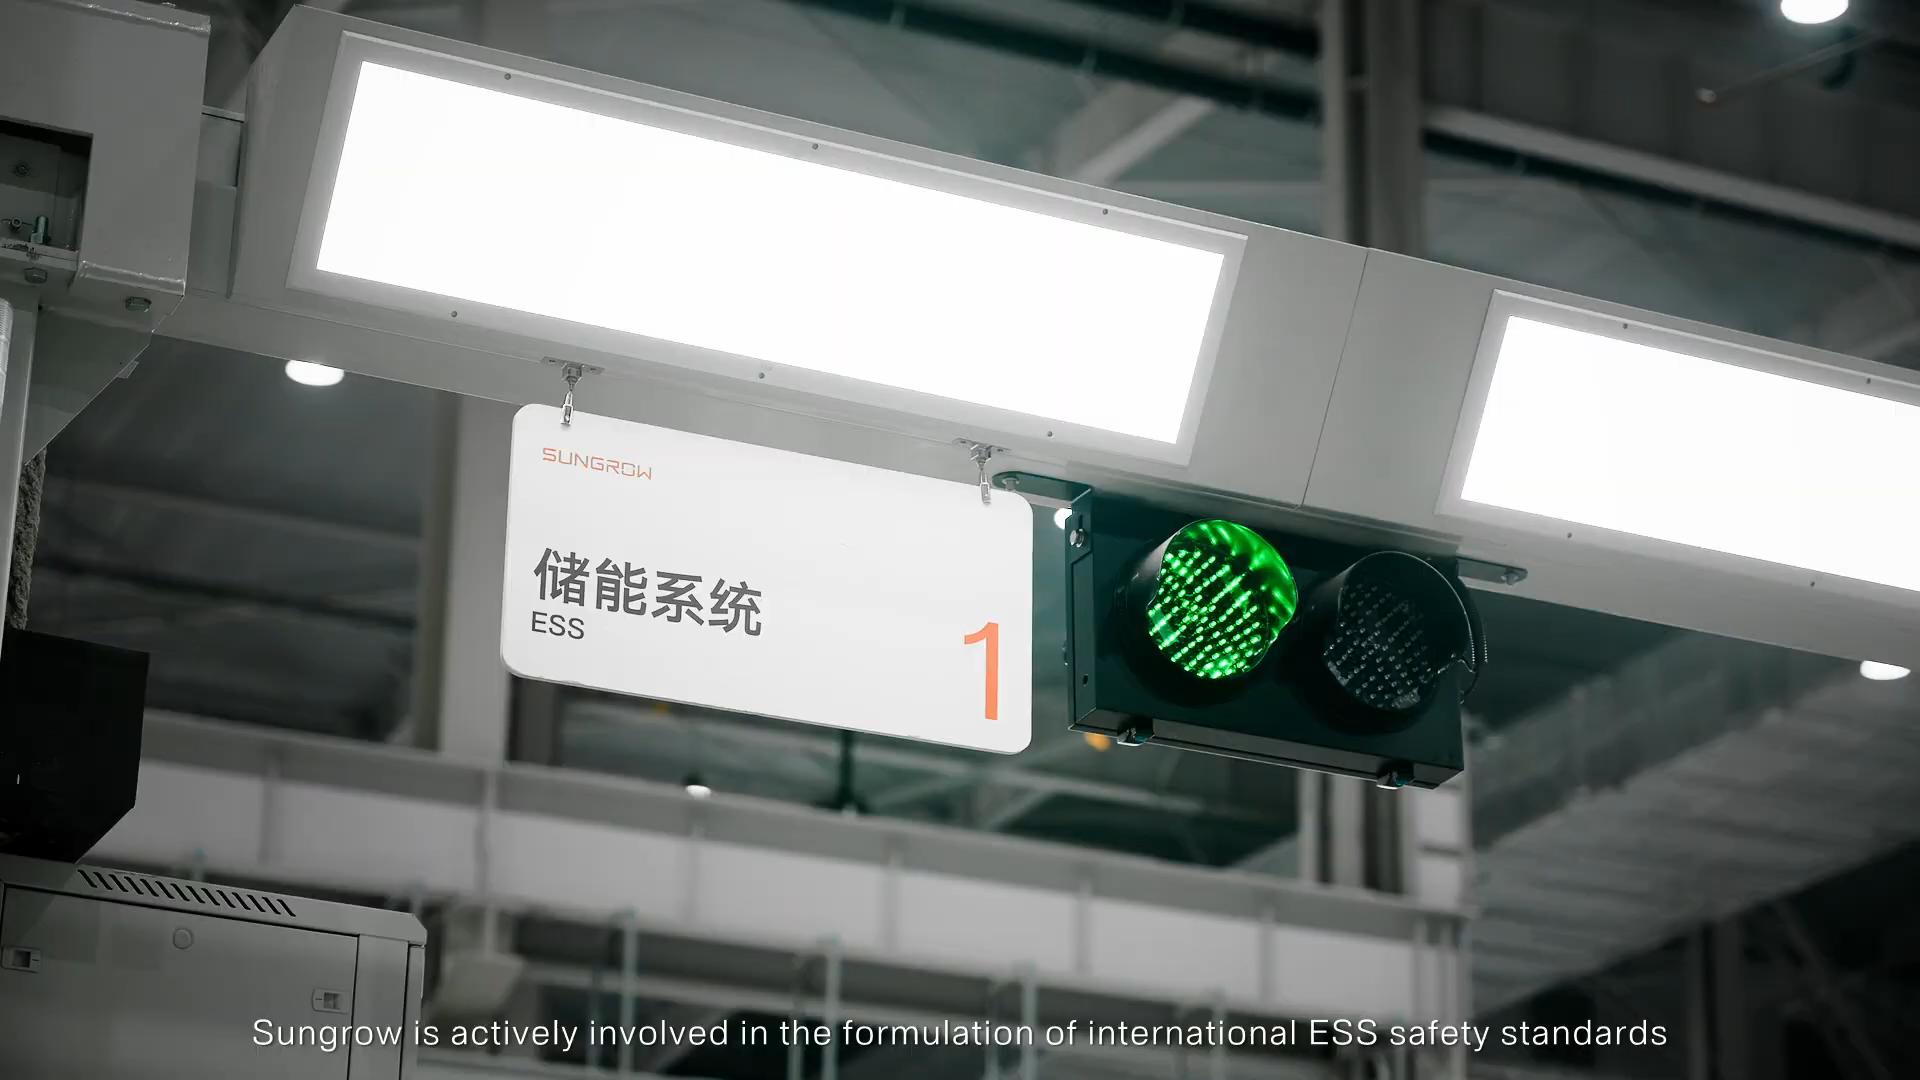 SUNGROW
储能系统
ESS
1
Sungrow is actively involved in the formulation of international ESS safety standards